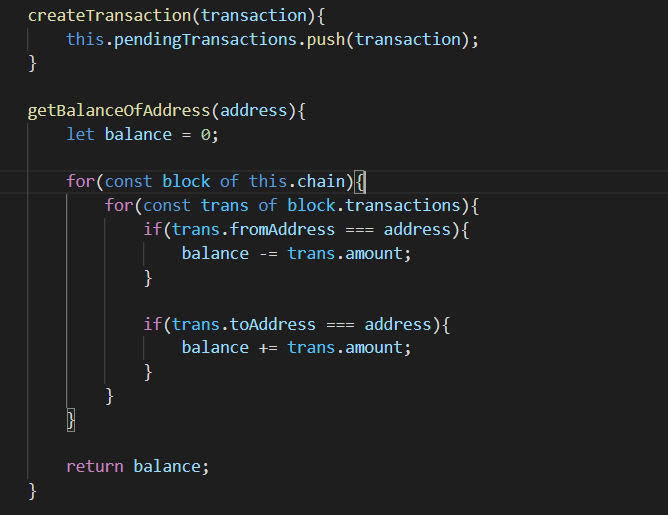 createTransaction(transaction){
    this.pendingTransactions.push(transaction);
}
getBalanceOfAddress(address){
    let balance = 0;
    for(const block of this.chain){
        for(const trans of block.transactions){
            if(trans.fromAddress === address){
                balance -= trans.amount;
            }
            if(trans.toAddress === address){
                balance += trans.amount;
            }
        }
    }
    return balance;
}